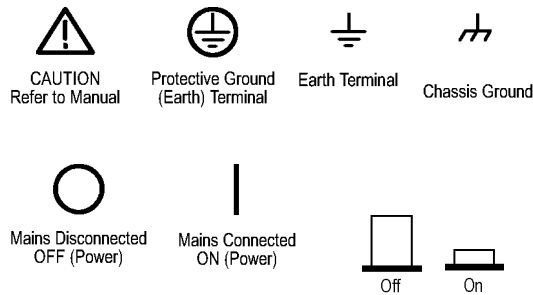 CAUTION
Refer to Manual
Protective Ground
(Earth) Terminal
Earth Terminal
Chassis Ground
Mains Disconnected
OFF (Power)
Mains Connected
ON (Power)
Off
On